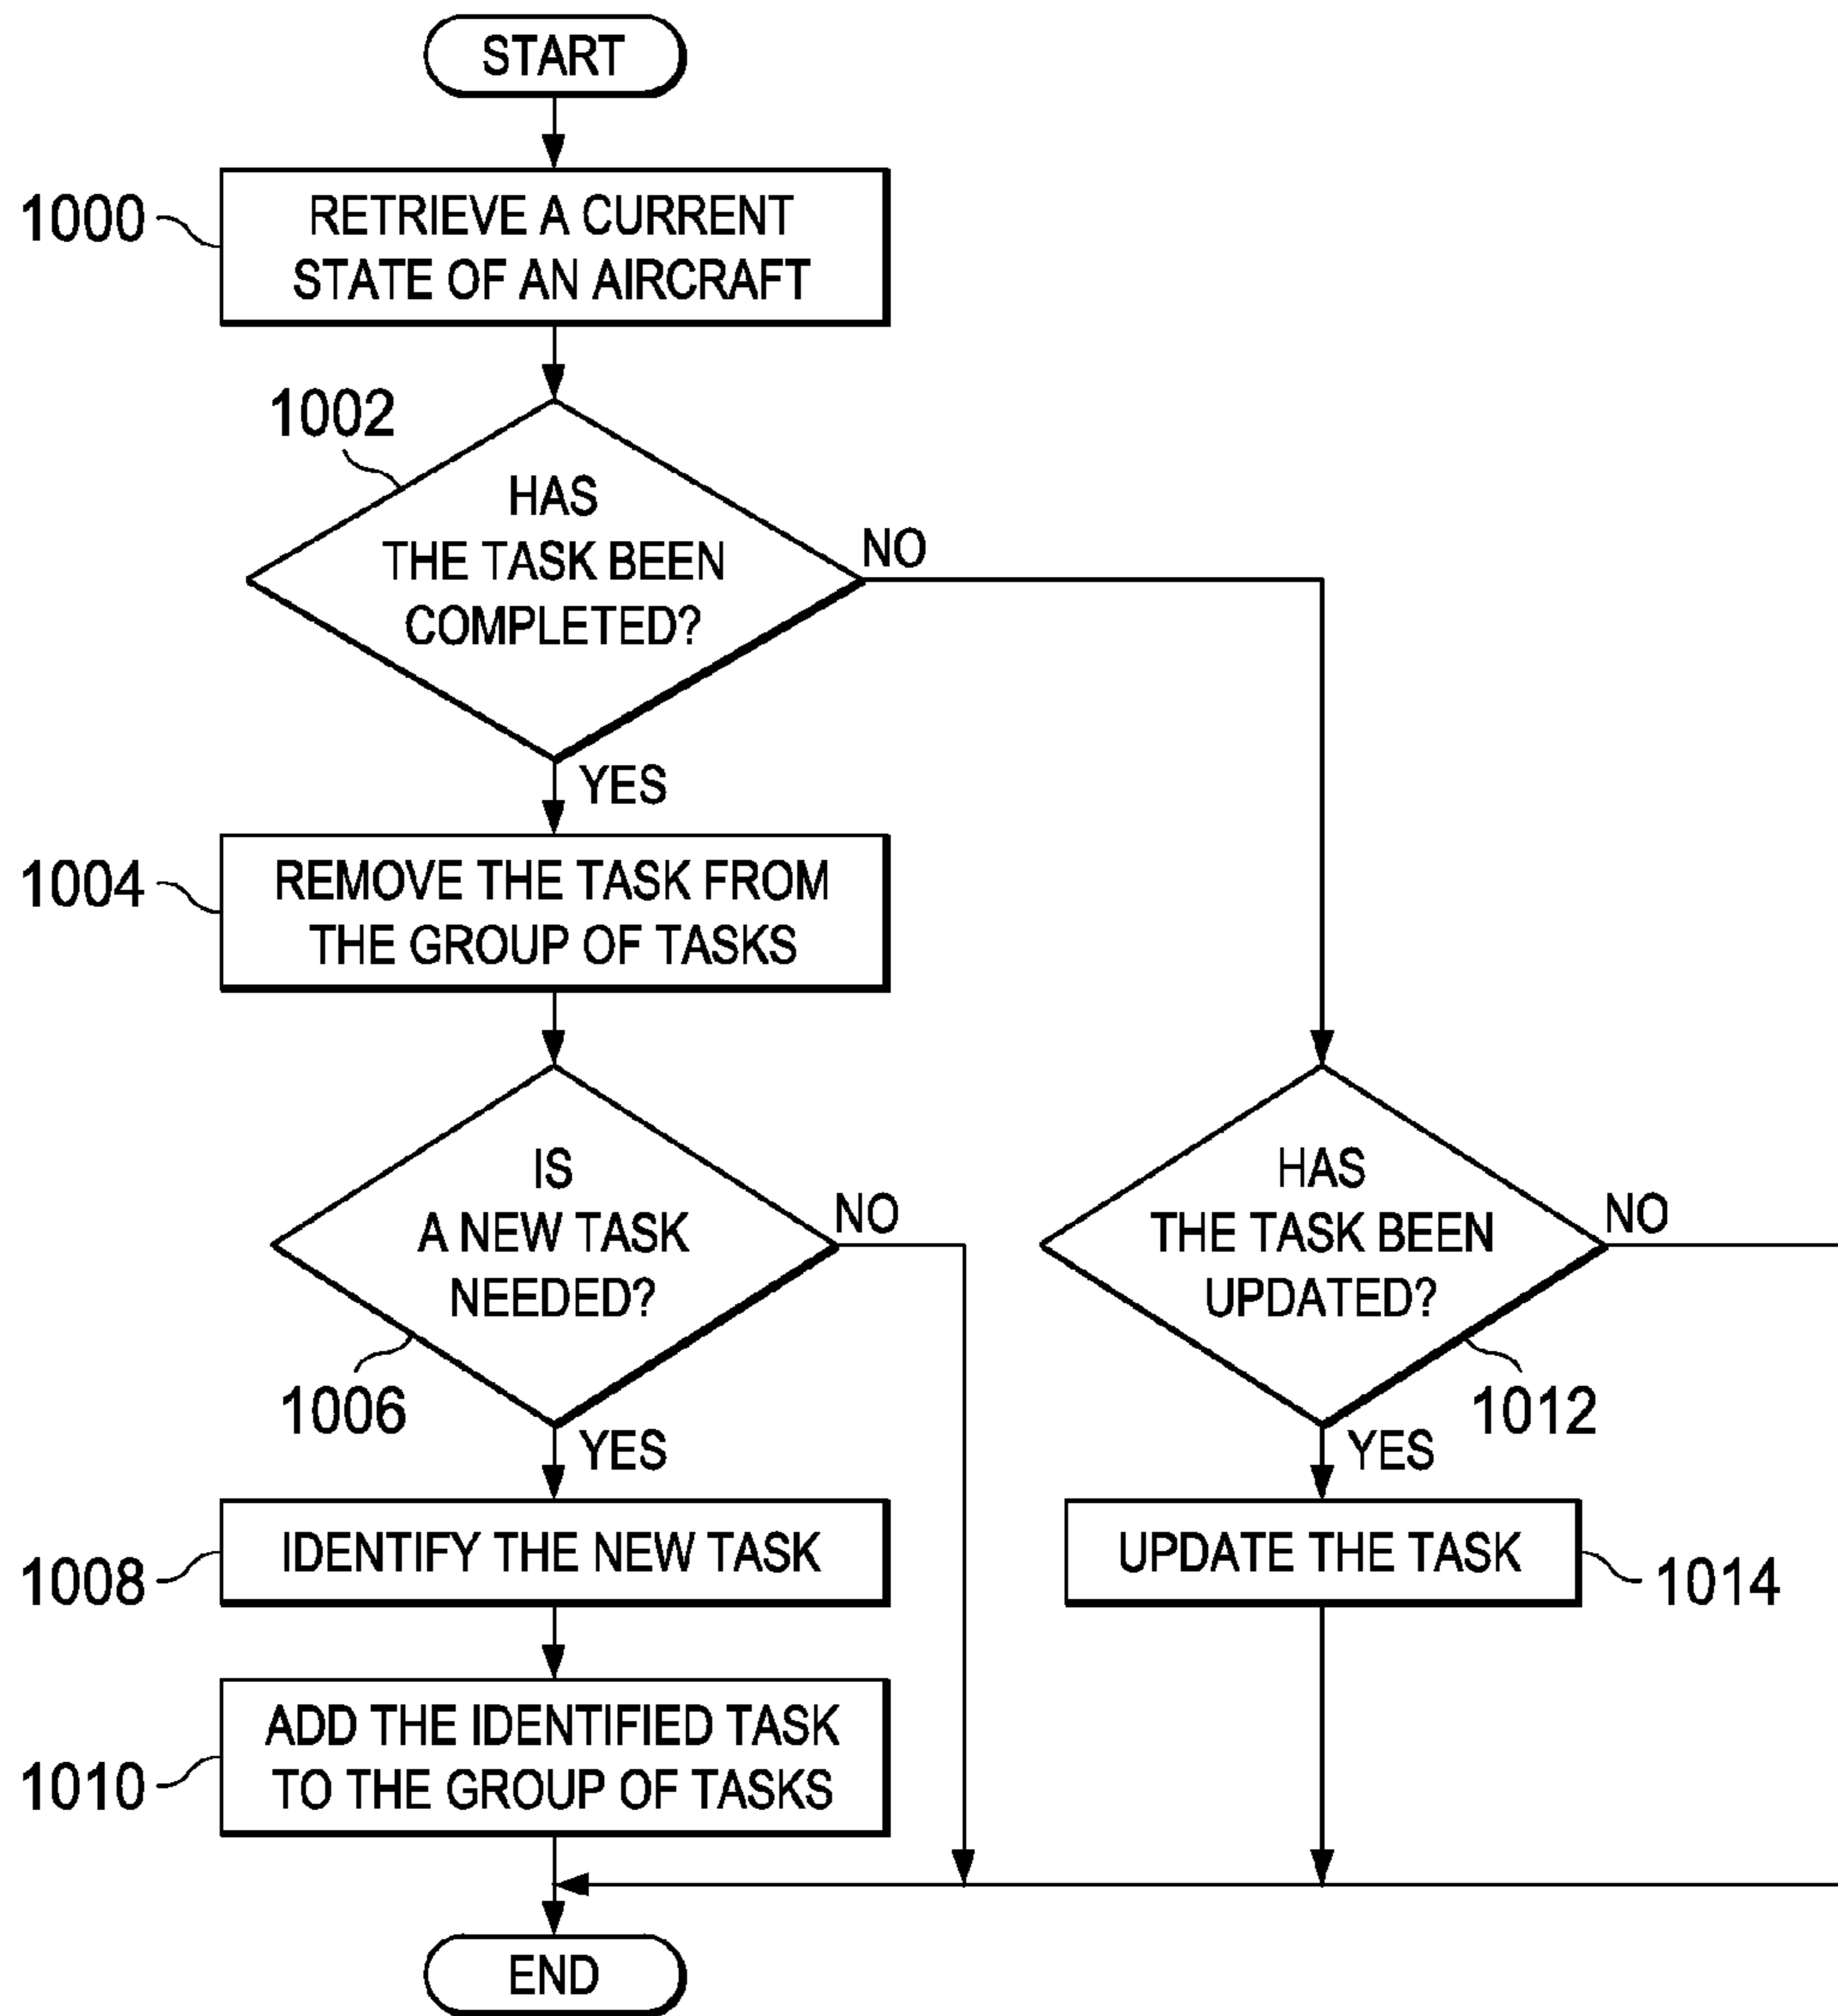 START
1000
RETRIEVE A CURRENT
STATE OF AN AIRCRAFT
1002
HAS
THE TASK BEEN
COMPLETED?
NO
YES
1004
REMOVE THE TASK FROM
THE GROUP OF TASKS
IS
A NEW TASK
NEEDED?
NO
1006
YES
HAS
THE TASK BEEN
UPDATED?
NO
1012
YES
1008
IDENTIFY THE NEW TASK
UPDATE THE TASK
1014
1010
ADD THE IDENTIFIED TASK
TO THE GROUP OF TASKS
END